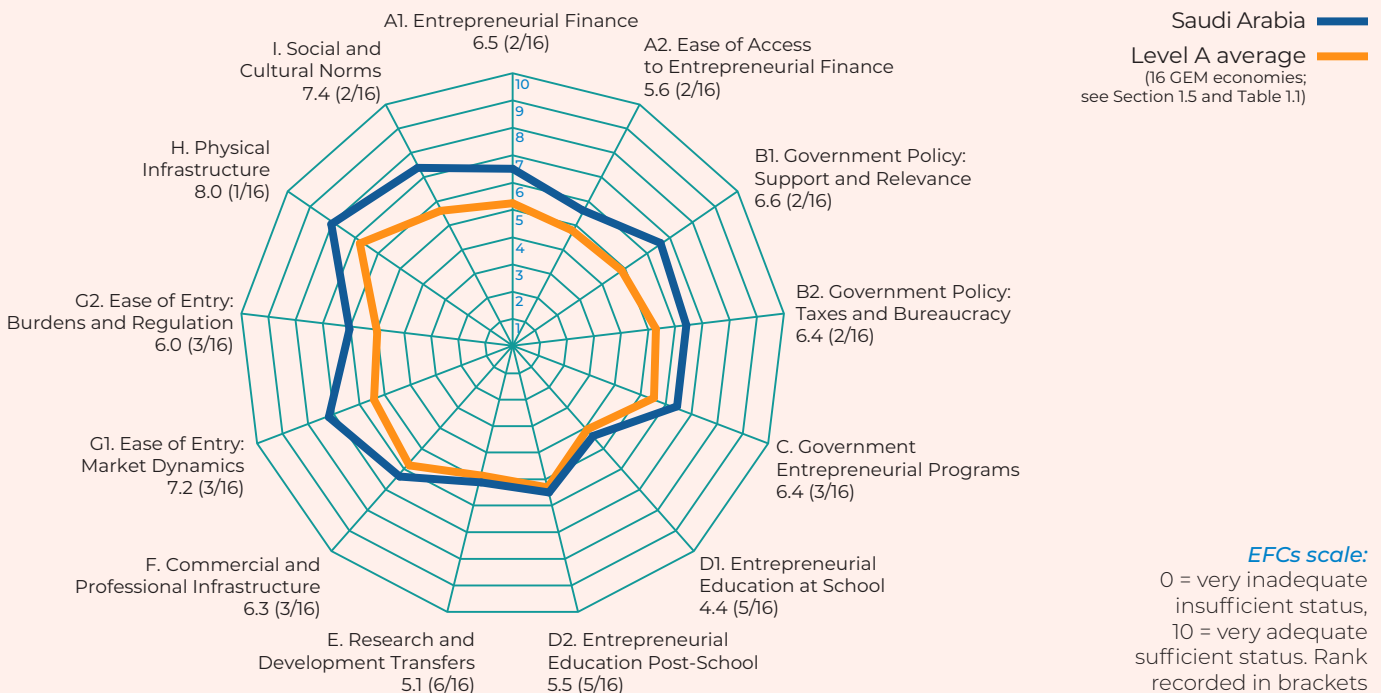 A1. Entrepreneurial Finance
6.5 (2/16)
A2. Ease of Access
to Entrepreneurial Finance
5.6 (2/16)
B1. Government Policy:
Support and Relevance
6.6 (2/16)
B2. Government Policy:
Taxes and Bureaucracy
6.4 (2/16)
C. Government
Entrepreneurial Programs
6.4 (3/16)
D1. Entrepreneurial
Education at School
4.4 (5/16)
D2. Entrepreneurial
Education Post-School
5.5 (5/16)
E. Research and
Development Transfers
5.1 (6/16)
F. Commercial and
Professional Infrastructure
6.3 (3/16)
G1. Ease of Entry:
Market Dynamics
7.2 (3/16)
G2. Ease of Entry:
Burdens and Regulation
6.0 (3/16)
H. Physical
Infrastructure
8.0 (1/16)
I. Social and
Cultural Norms
7.4 (2/16)
10
9
8
7
6
5
4
3
2
1
Saudi Arabia
Level A average
(16 GEM economies;
see Section 1.5 and Table 1.1)
EFCs scale:
0 = very inadequate
insufficient status,
10 = very adequate
sufficient status. Rank
recorded in brackets